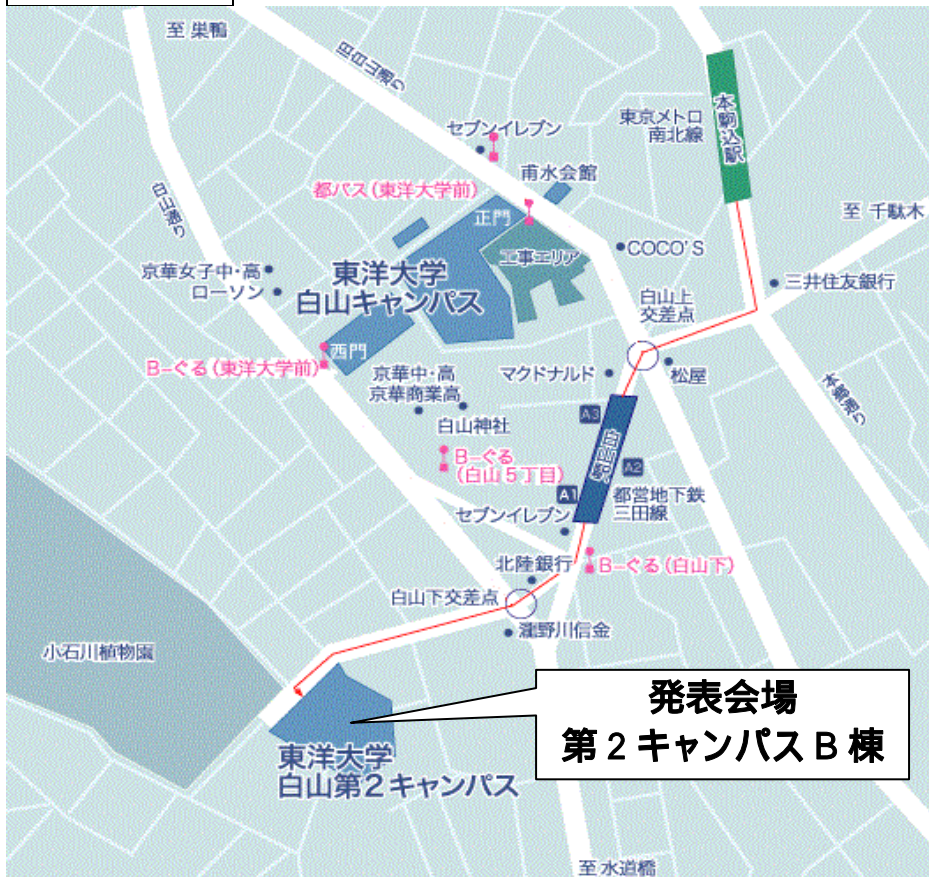 至 巣鴨
旧白山通り
セブンイレブン
東京メトロ
南北線
本駒込駅
甫水会館
都バス(東洋大学前)
正門
至 千駄木
白山通り
工事エリア
COCO'S
京華女子中・高
ローソン
東洋大学
白山キャンパス
三井住友銀行
白山上
交差点
西門
B-ぐる(東洋大学前)
京華中・高
京華商業高
マクドナルド
松屋
本郷通り
白山神社
A3
白山駅
B-ぐる
(白山5丁目)
A2
A1
都営地下鉄
三田線
セブンイレブン
北陸銀行
B-ぐる(白山下)
白山下交差点
瀧野川信金
小石川植物園
発表会場
第2キャンパスB棟
東洋大学
白山第2キャンパス
至 水道橋